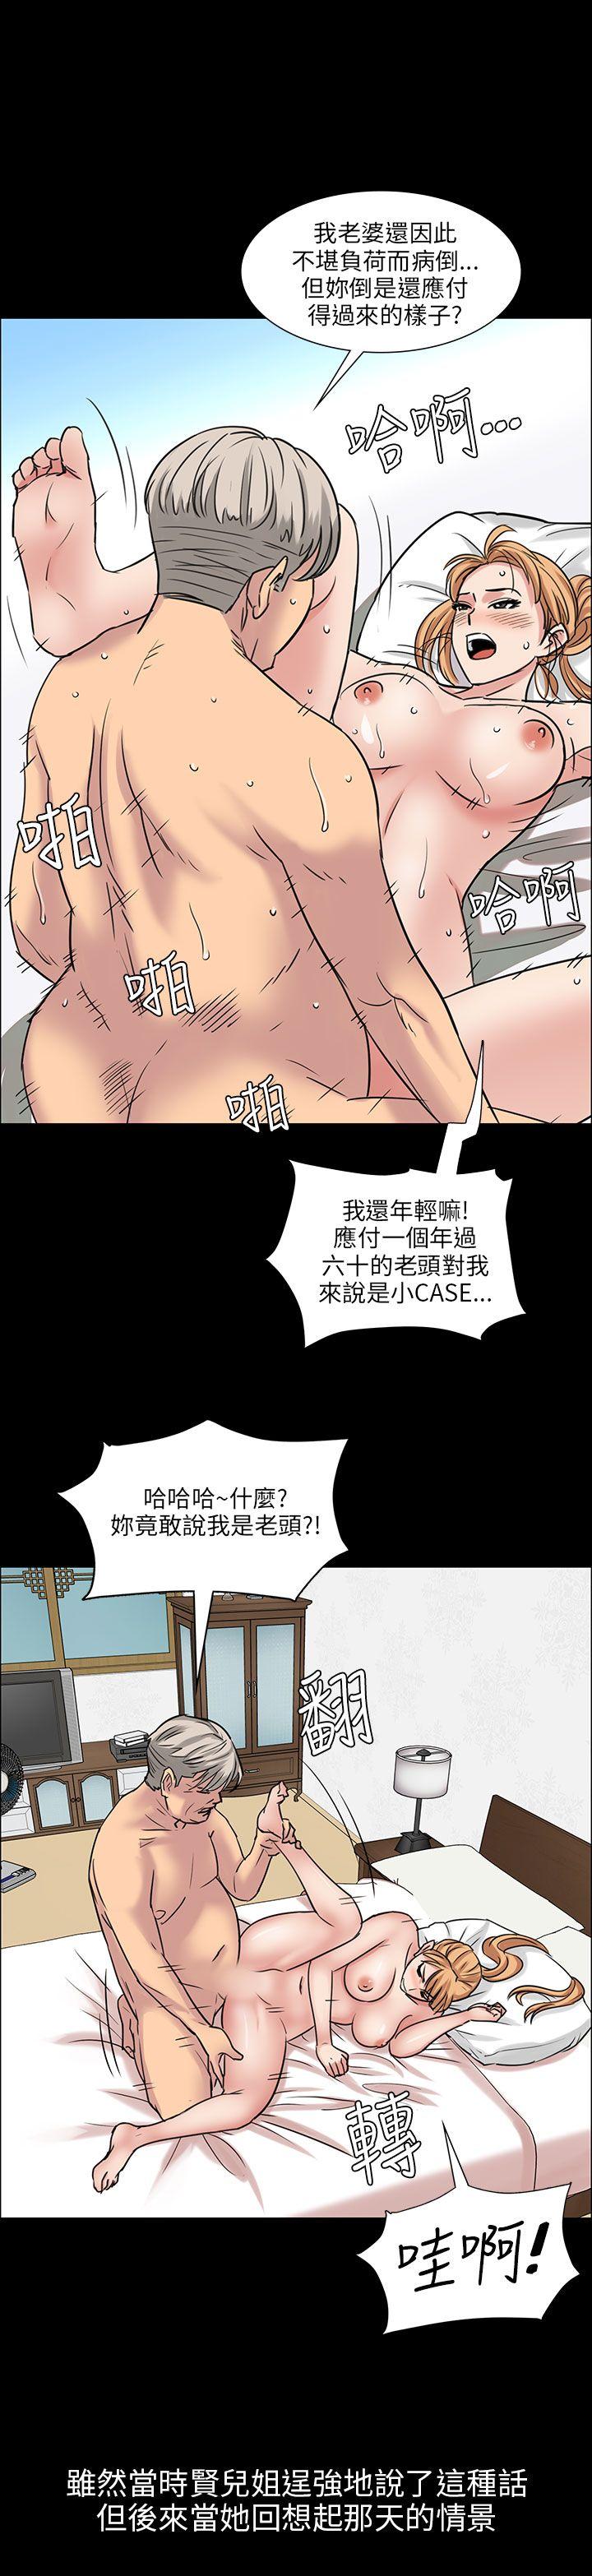 我老婆還因此
不堪負荷而病倒...
但妳倒是還應付
得過來的樣子?
哈啊...
啪
哈啊
啪
啪
我還年輕嘛!
應付一個年過
六十的老頭對我
來說是小CASE...
哈哈哈~什麼?
妳竟敢說我是老頭?!
翻
轉
哇啊!
雖然當時賢兒姐逞強地說了這種話
但後來當她回想起那天的情景